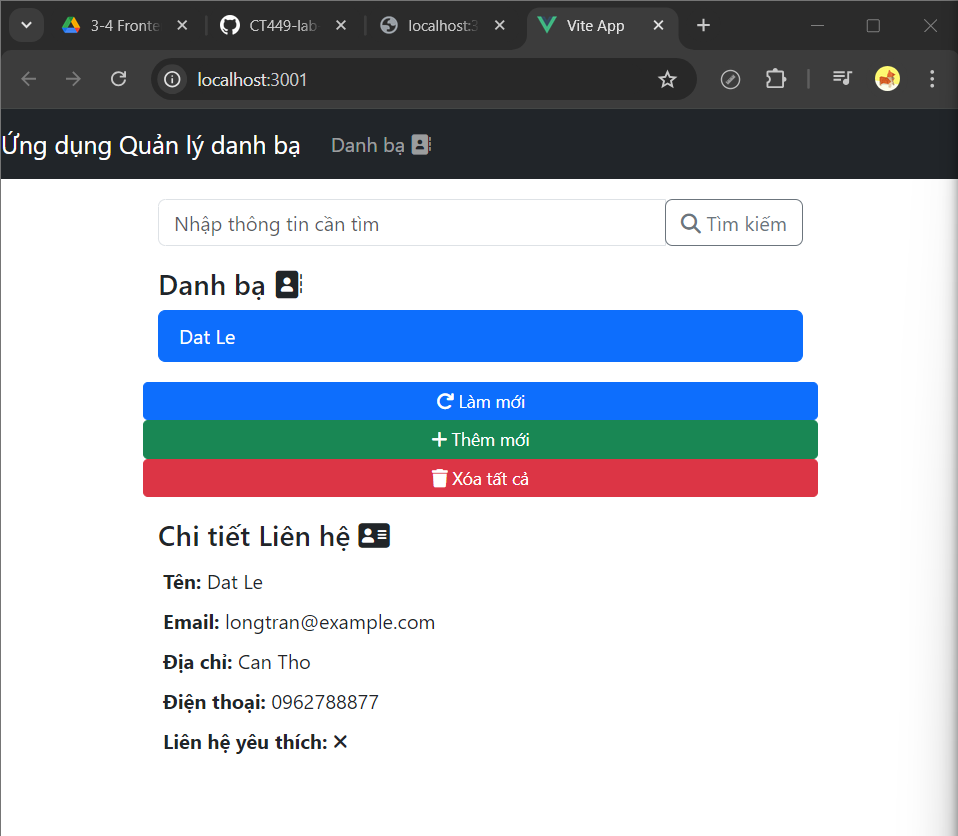 3-4 Fronte
CT449-lab
localhost:3
Vite App
localhost:3001
Ứng dụng Quản lý danh bạ
Danh bạ
Nhập thông tin cần tìm
Tìm kiếm
Danh bạ
Dat Le
Làm mới
Thêm mới
Xóa tất cả
Chi tiết Liên hệ
Tên: Dat Le
Email: longtran@example.com
Địa chỉ: Can Tho
Điện thoại: 0962788877
Liên hệ yêu thích: